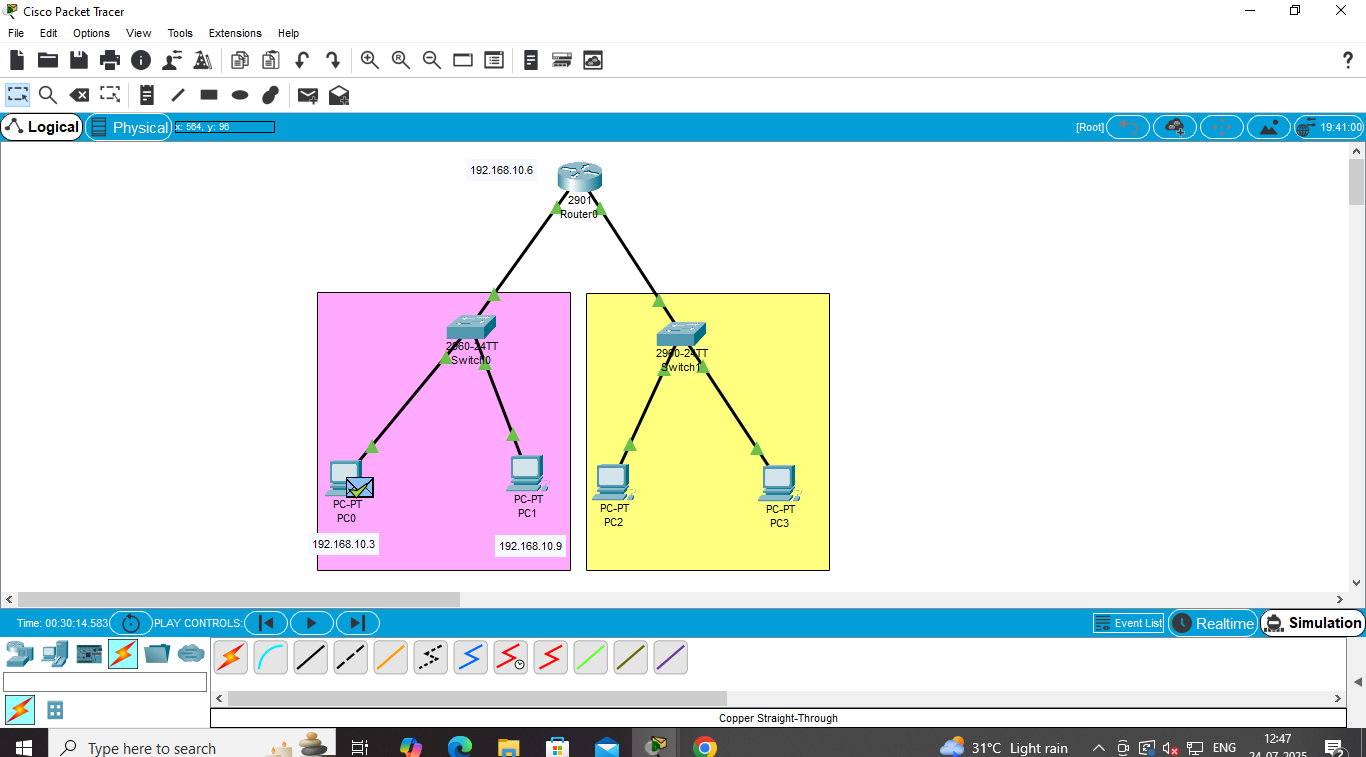 Cisco Packet Tracer
File Edit Options View Tools Extensions Help
Logical
Physical
x: 564, y: 96
[Root]
19:41:00
192.168.10.6
2901
Router0
2960-24TT
Switch0
2960-24TT
Switch1
PC-PT
PC0
PC-PT
PC1
PC-PT
PC2
PC-PT
PC3
192.168.10.3
192.168.10.9
Time: 00:30:14.583
PLAY CONTROLS:
Event List
Realtime
Simulation
Copper Straight-Through
Type here to search
31°C Light rain
ENG
12:47
24-07-2025
2